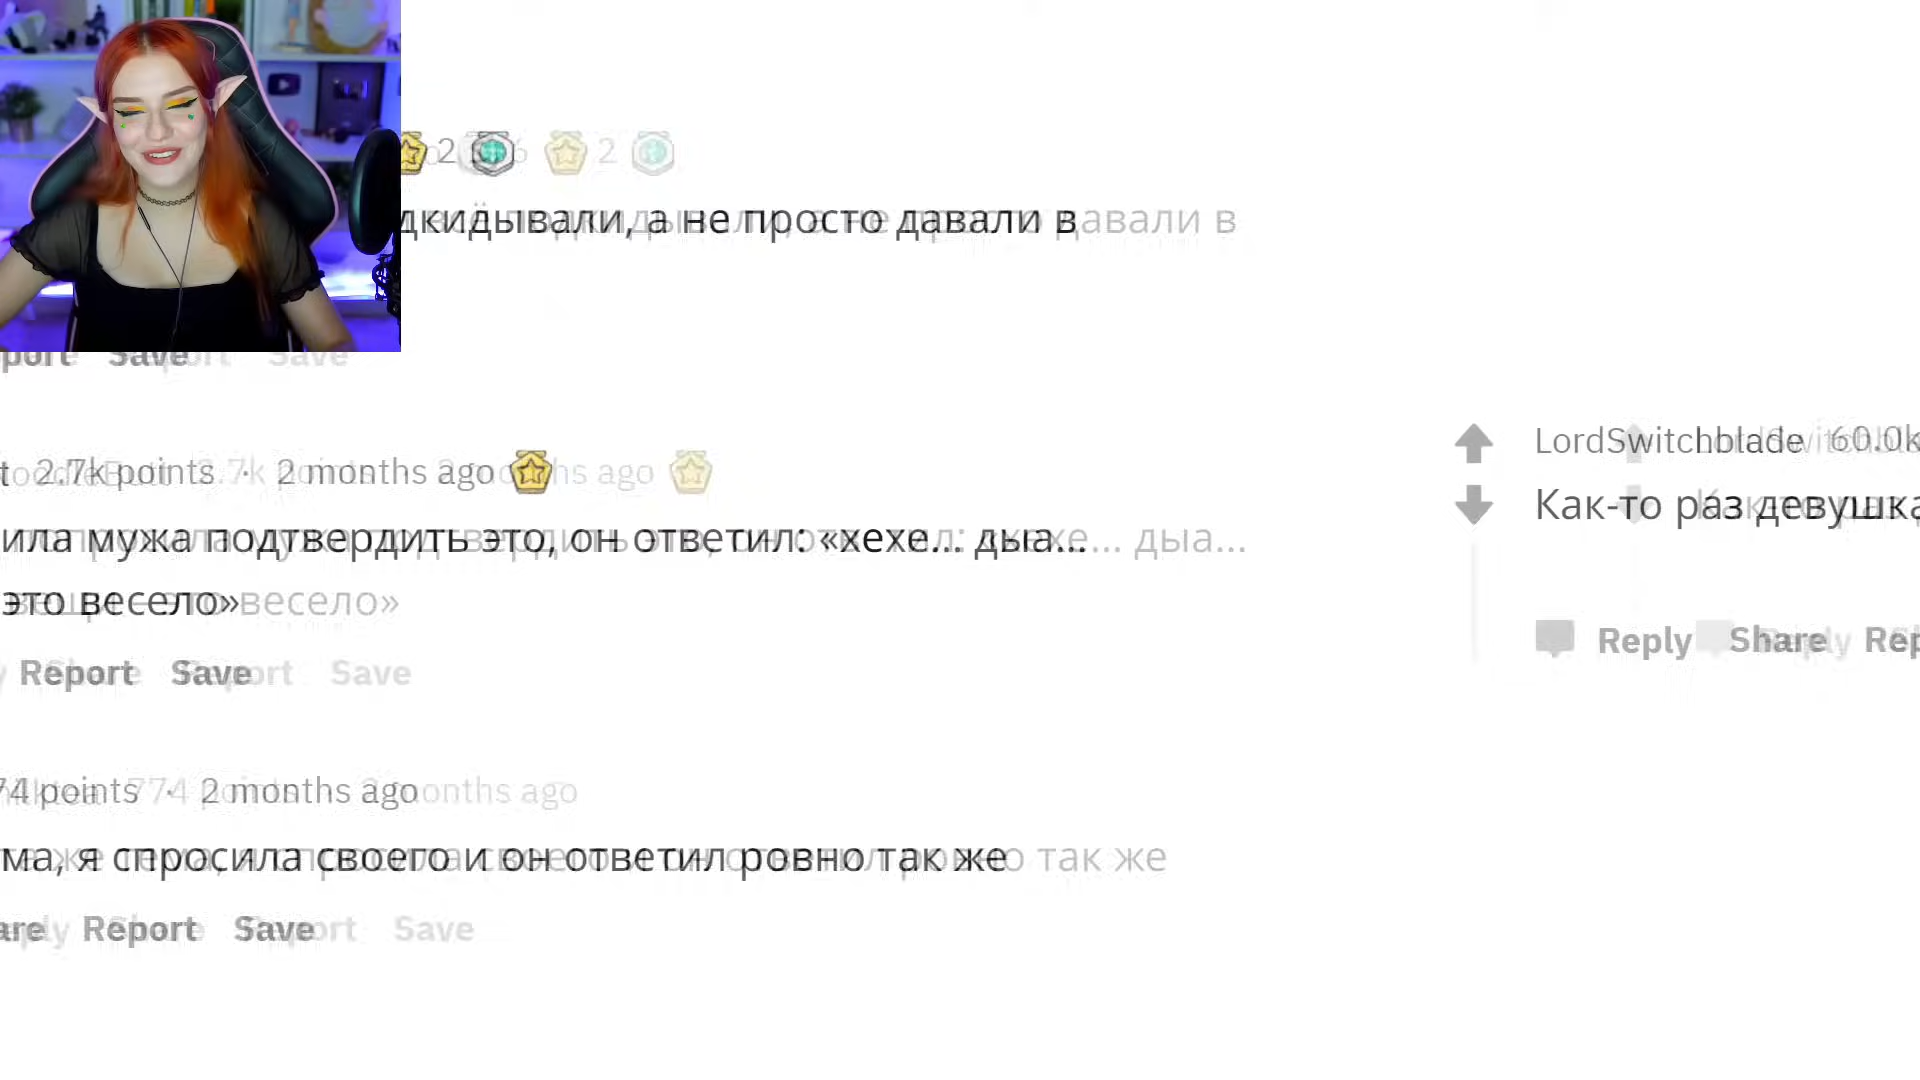 2
дкидывали, а не просто давали в
Save
2.7k points · 2 months ago
ила мужа подтвердить это, он ответил: «хехе... дыа...
это весело»
Report Save
74 points · 2 months ago
ма, я спросила своего и он ответил ровно так же
Report Save
LordSwitchblade 60.0k
Как-то раз девушка
Reply Share Rep